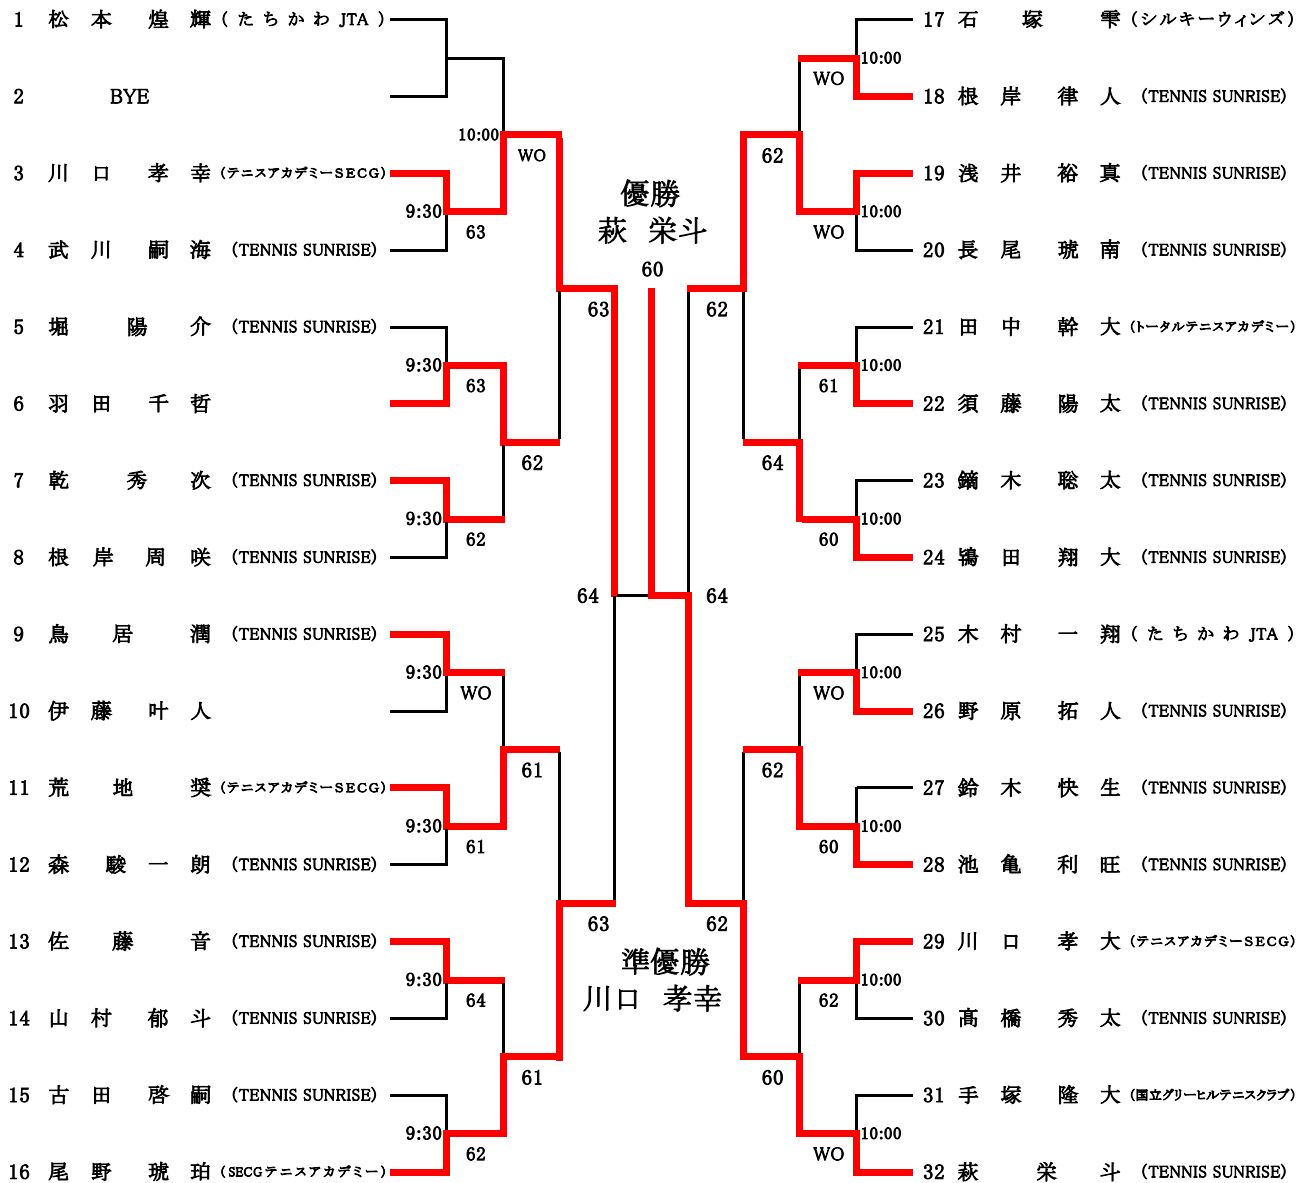 1 松本 煌輝 (たちかわJTA)
2 BYE
10:00
WO
3 川口 孝幸 (テニスアカデミーSECG)
9:30
63
4 武川 嗣海 (TENNIS SUNRISE)
63
5 堀 陽介 (TENNIS SUNRISE)
9:30
63
6 羽田 千哲
62
7 乾 秀次 (TENNIS SUNRISE)
9:30
62
8 根岸 周咲 (TENNIS SUNRISE)
64
9 鳥居 潤 (TENNIS SUNRISE)
9:30
WO
10 伊藤 叶人
61
11 荒地 奨 (テニスアカデミーSECG)
9:30
61
12 森 駿一朗 (TENNIS SUNRISE)
63
13 佐藤 音 (TENNIS SUNRISE)
9:30
64
14 山村 郁斗 (TENNIS SUNRISE)
61
15 古田 啓嗣 (TENNIS SUNRISE)
9:30
62
16 尾野 琥珀 (SECGテニスアカデミー)
優勝
萩 栄斗
60
準優勝
川口 孝幸
17 石塚 雫 (シルキーウィンズ)
10:00
WO
18 根岸 律人 (TENNIS SUNRISE)
62
19 浅井 裕真 (TENNIS SUNRISE)
10:00
WO
20 長尾 琥南 (TENNIS SUNRISE)
62
21 田中 幹大 (トータルテニスアカデミー)
10:00
61
22 須藤 陽太 (TENNIS SUNRISE)
64
23 鏑木 聡太 (TENNIS SUNRISE)
10:00
60
24 鴇田 翔大 (TENNIS SUNRISE)
64
25 木村 一翔 (たちかわJTA)
10:00
WO
26 野原 拓人 (TENNIS SUNRISE)
62
27 鈴木 快生 (TENNIS SUNRISE)
10:00
60
28 池亀 利旺 (TENNIS SUNRISE)
62
29 川口 孝大 (テニスアカデミーSECG)
10:00
62
30 髙橋 秀太 (TENNIS SUNRISE)
60
31 手塚 隆大 (国立グリーヒルテニスクラブ)
10:00
WO
32 萩 栄斗 (TENNIS SUNRISE)